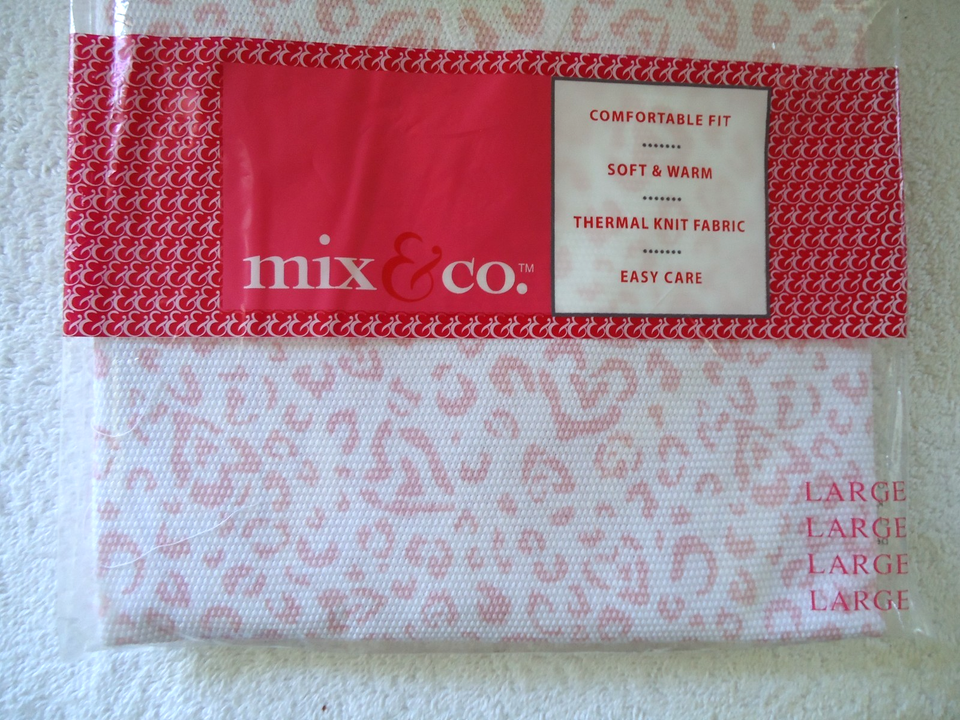 COMFORTABLE FIT
SOFT & WARM
THERMAL KNIT FABRIC
EASY CARE
mix&co.™
LARGE
LARGE
LARGE
LARGE